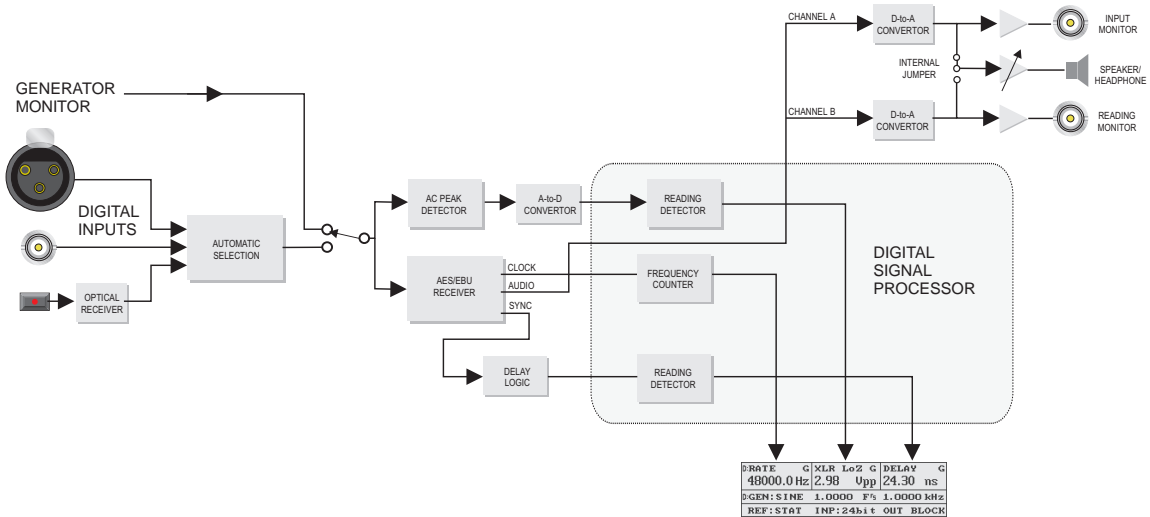 CHANNEL A
D-to-A
CONVERTOR
INPUT
MONITOR
INTERNAL
JUMPER
SPEAKER/
HEADPHONE
GENERATOR
MONITOR
CHANNEL B
D-to-A
CONVERTOR
READING
MONITOR
DIGITAL
INPUTS
AUTOMATIC
SELECTION
OPTICAL
RECEIVER
AC PEAK
DETECTOR
A-to-D
CONVERTOR
READING
DETECTOR
AES/EBU
RECEIVER
CLOCK
AUDIO
SYNC
FREQUENCY
COUNTER
DIGITAL
SIGNAL
PROCESSOR
DELAY
LOGIC
READING
DETECTOR
D:RATE G XLR LoZ G DELAY G
48000.0 Hz 2.98 Vpp 24.30 ns
D:GEN:SINE 1.0000 FFS 1.0000 kHz
REF:STAT INP:24bit OUT BLOCK